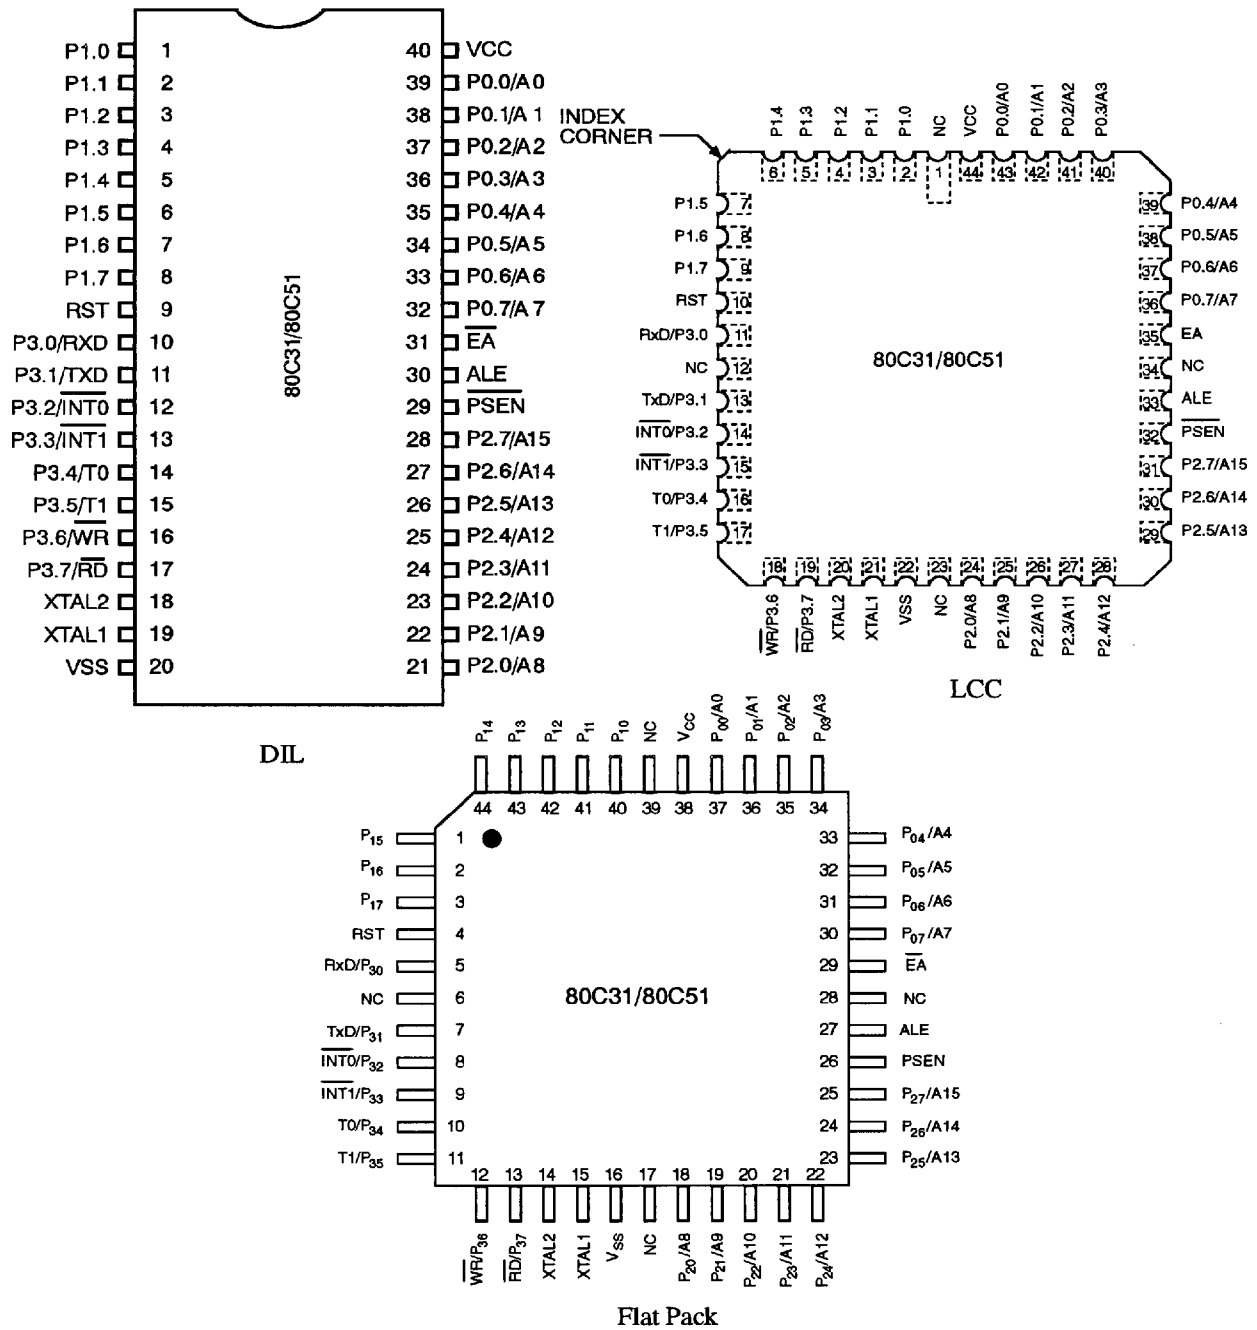 P1.0 1 40 VCC
P1.1 2 39 P0.0/A0
P1.2 3 38 P0.1/A 1
P1.3 4 37 P0.2/A2
P1.4 5 36 P0.3/A3
P1.5 6 35 P0.4/A4
P1.6 7 34 P0.5/A5
P1.7 8 33 P0.6/A6
RST 9 32 P0.7/A7
P3.0/RXD 10 31 EA
P3.1/TXD 11 30 ALE
P3.2/INT0 12 29 PSEN
P3.3/INT1 13 28 P2.7/A15
P3.4/T0 14 27 P2.6/A14
P3.5/T1 15 26 P2.5/A13
P3.6/WR 16 25 P2.4/A12
P3.7/RD 17 24 P2.3/A11
XTAL2 18 23 P2.2/A10
XTAL1 19 22 P2.1/A9
VSS 20 21 P2.0/A8
80C31/80C51
DIL
INDEX
CORNER
P1.4 P1.3 P1.2 P1.1 P1.0 NC VCC P0.0/A0 P0.1/A1 P0.2/A2 P0.3/A3
6 5 4 3 2 1 44 43 42 41 40
P1.5 7 39 P0.4/A4
P1.6 8 38 P0.5/A5
P1.7 9 37 P0.6/A6
RST 10 36 P0.7/A7
RxD/P3.0 11 35 EA
NC 12 34 NC
80C31/80C51
TxD/P3.1 13 33 ALE
INT0/P3.2 14 32 PSEN
INT1/P3.3 15 31 P2.7/A15
T0/P3.4 16 30 P2.6/A14
T1/P3.5 17 29 P2.5/A13
18 19 20 21 22 23 24 25 26 27 28
WR/P3.6 RD/P3.7 XTAL2 XTAL1 VSS NC P2.0/A8 P2.1/A9 P2.2/A10 P2.3/A11 P2.4/A12
LCC
P14 P13 P12 P11 P10 NC VCC P00/A0 P01/A1 P02/A2 P03/A3
44 43 42 41 40 39 38 37 36 35 34
P15 1 33 P04/A4
P16 2 32 P05/A5
P17 3 31 P06/A6
RST 4 30 P07/A7
RxD/P30 5 29 EA
NC 6 28 NC
80C31/80C51
TxD/P31 7 27 ALE
INT0/P32 8 26 PSEN
INT1/P33 9 25 P27/A15
T0/P34 10 24 P26/A14
T1/P35 11 23 P25/A13
12 13 14 15 16 17 18 19 20 21 22
WR/P36 RD/P37 XTAL2 XTAL1 VSS NC P20/A8 P21/A9 P22/A10 P23/A11 P24/A12
Flat Pack